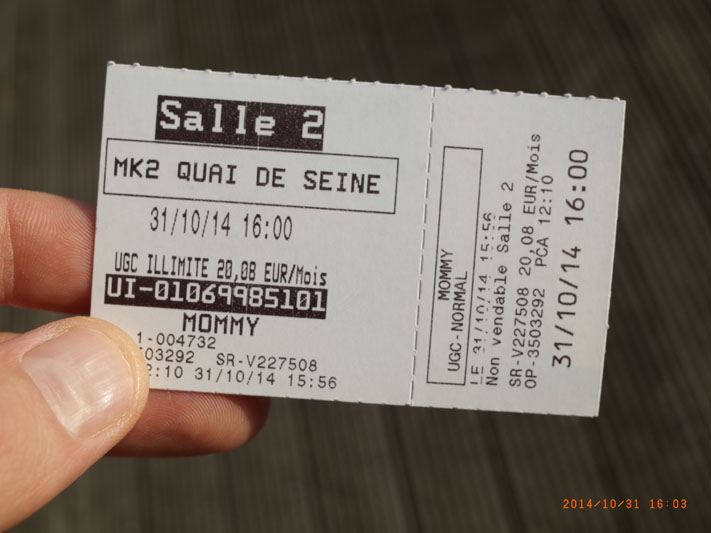 Salle 2
MK2 QUAI DE SEINE
31/10/14 16:00
UGC ILLIMITE 20,08 EUR/Mois
UI-01069985101
MOMMY
1-004732
503292 SR-V227508
2:10 31/10/14 15:56
MOMMY
UGC-NORMAL
LE 31/10/14 15:56
Non vendable Salle 2
SR-V227508 20,08 EUR/Mois
OP-3503292 PCA 12:10
31/10/14 16:00
2014/10/31 16:03